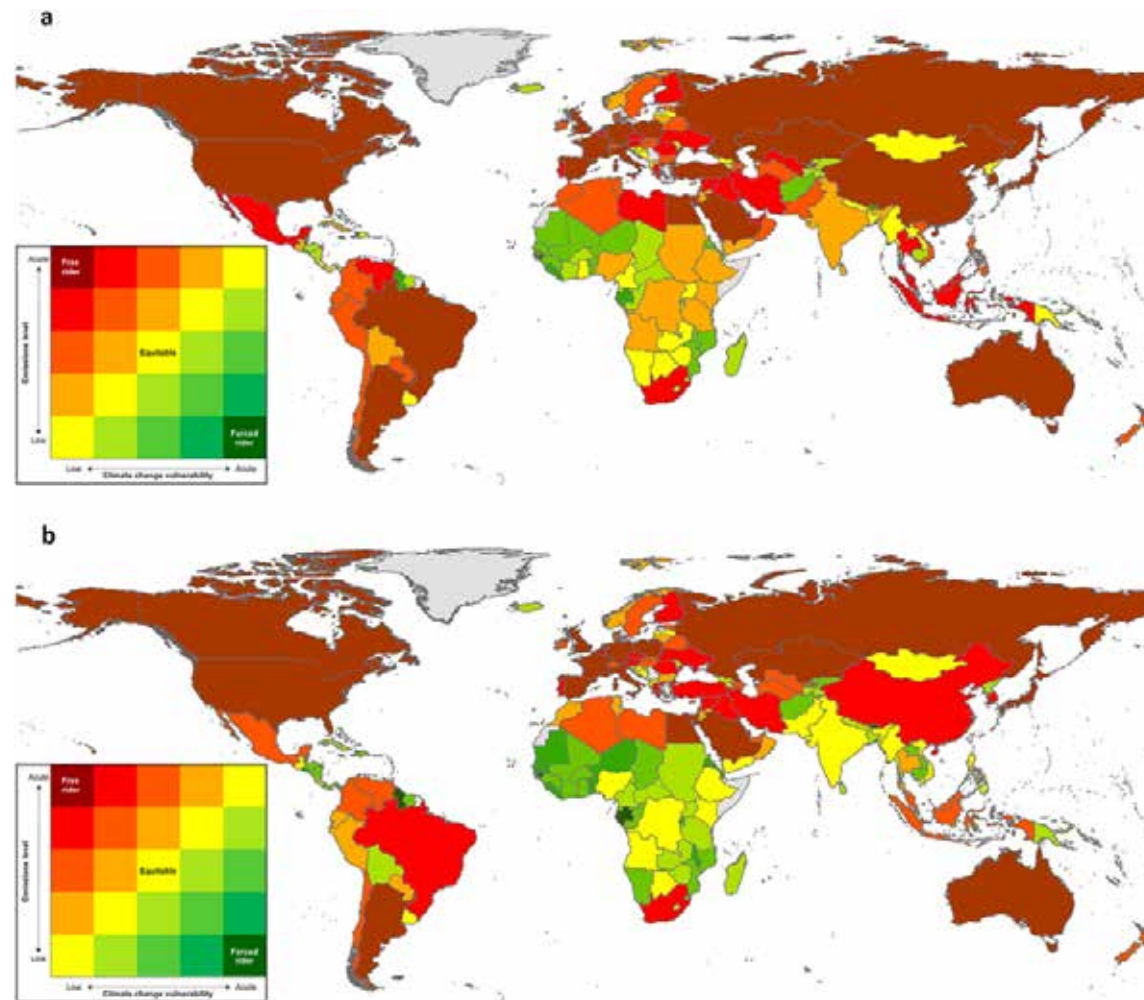 a
Acute
Free
rider
Emissions level
Equitable
Forced
rider
Low
Low
Climate change vulnerability
Acute
b
Acute
Free
rider
Emissions level
Equitable
Forced
rider
Low
Low
Climate change vulnerability
Acute